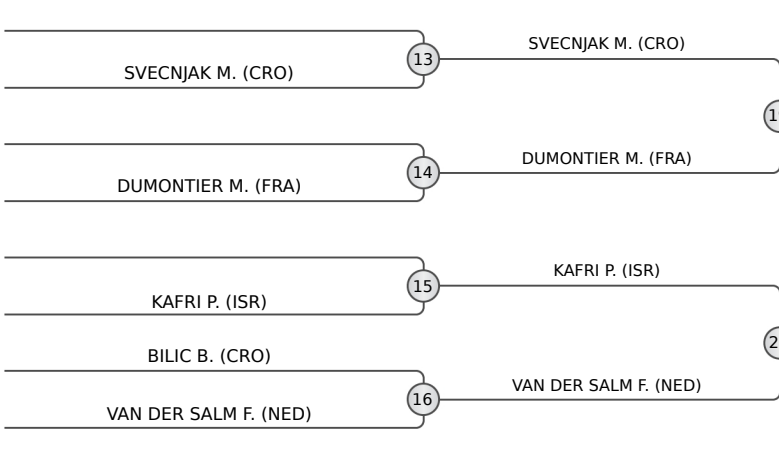 SVECNJAK M. (CRO)
13
SVECNJAK M. (CRO)
DUMONTIER M. (FRA)
14
DUMONTIER M. (FRA)
KAFRI P. (ISR)
15
KAFRI P. (ISR)
BILIC B. (CRO)
16
VAN DER SALM F. (NED)
VAN DER SALM F. (NED)